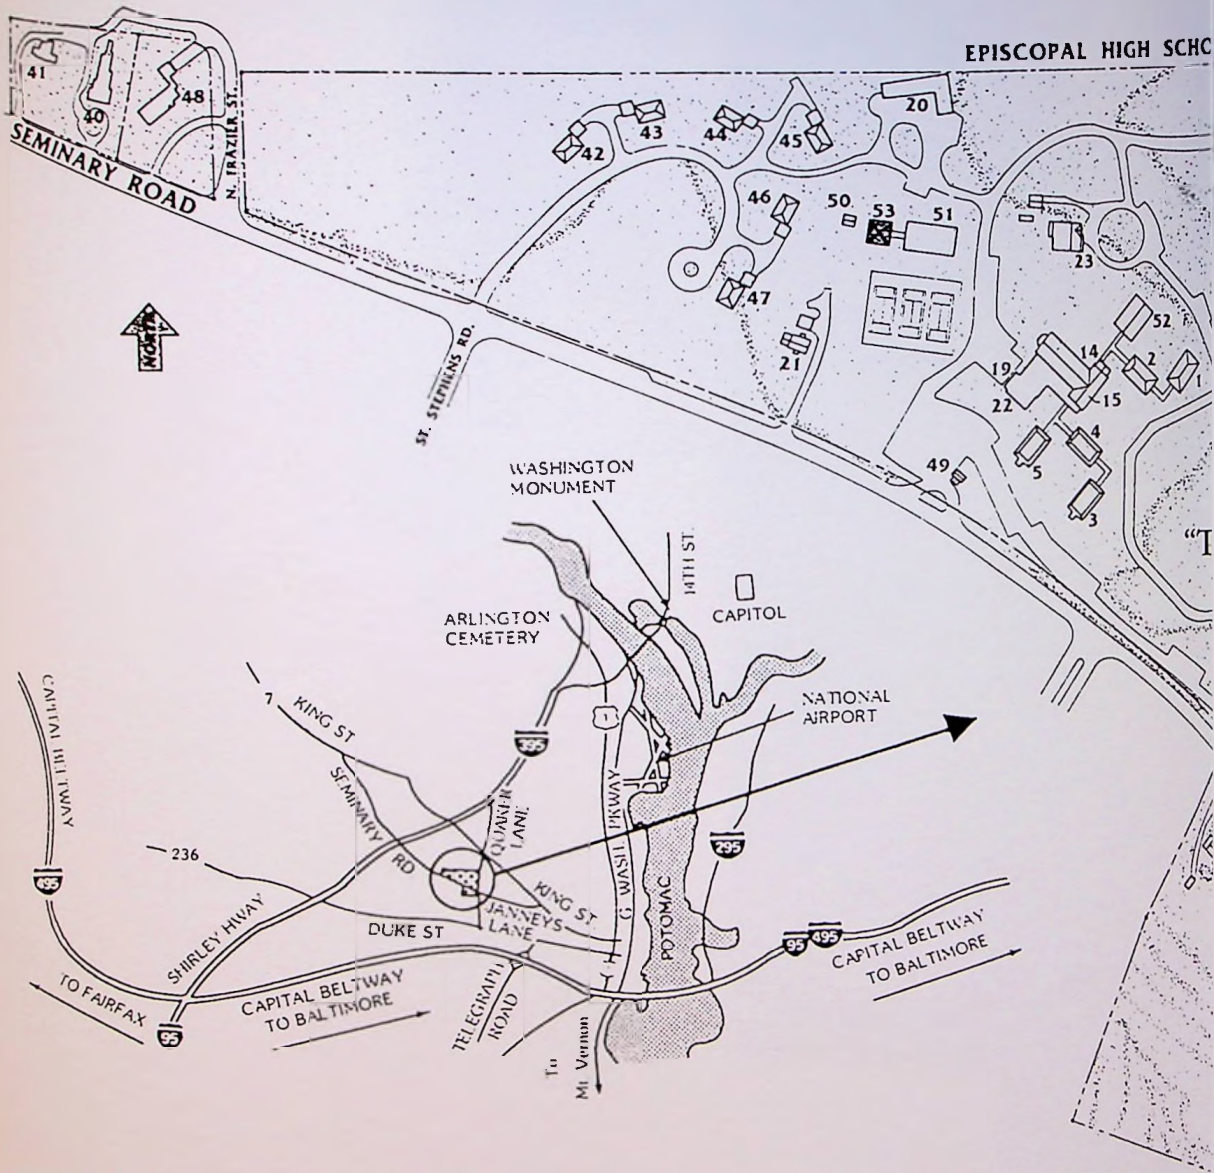 EPISCOPAL HIGH SCHO
41
40
48
N. FRAZIER ST.
SEMINARY ROAD
42
43
44
45
20
46
47
50
53
51
23
21
52
14
2
1
19
22
15
4
5
3
49
NORTH
ST. STEPHENS RD.
"T
WASHINGTON
MONUMENT
14TH ST.
CAPITOL
ARLINGTON
CEMETERY
NATIONAL
AIRPORT
CAPITAL BELTWAY
7
KING ST
1
395
SEMINARY RD
QUAKER
LANE
G. WASH. PKWAY
295
236
495
KING ST
JANNEYS
LANE
DUKE ST
SHIRLEY HWAY
POTOMAC
95
495
CAPITAL BELTWAY
TO BALTIMORE
TO FAIRFAX
95
CAPITAL BELTWAY
TO BALTIMORE
TELEGRAPH
ROAD
To
Mt Vernon